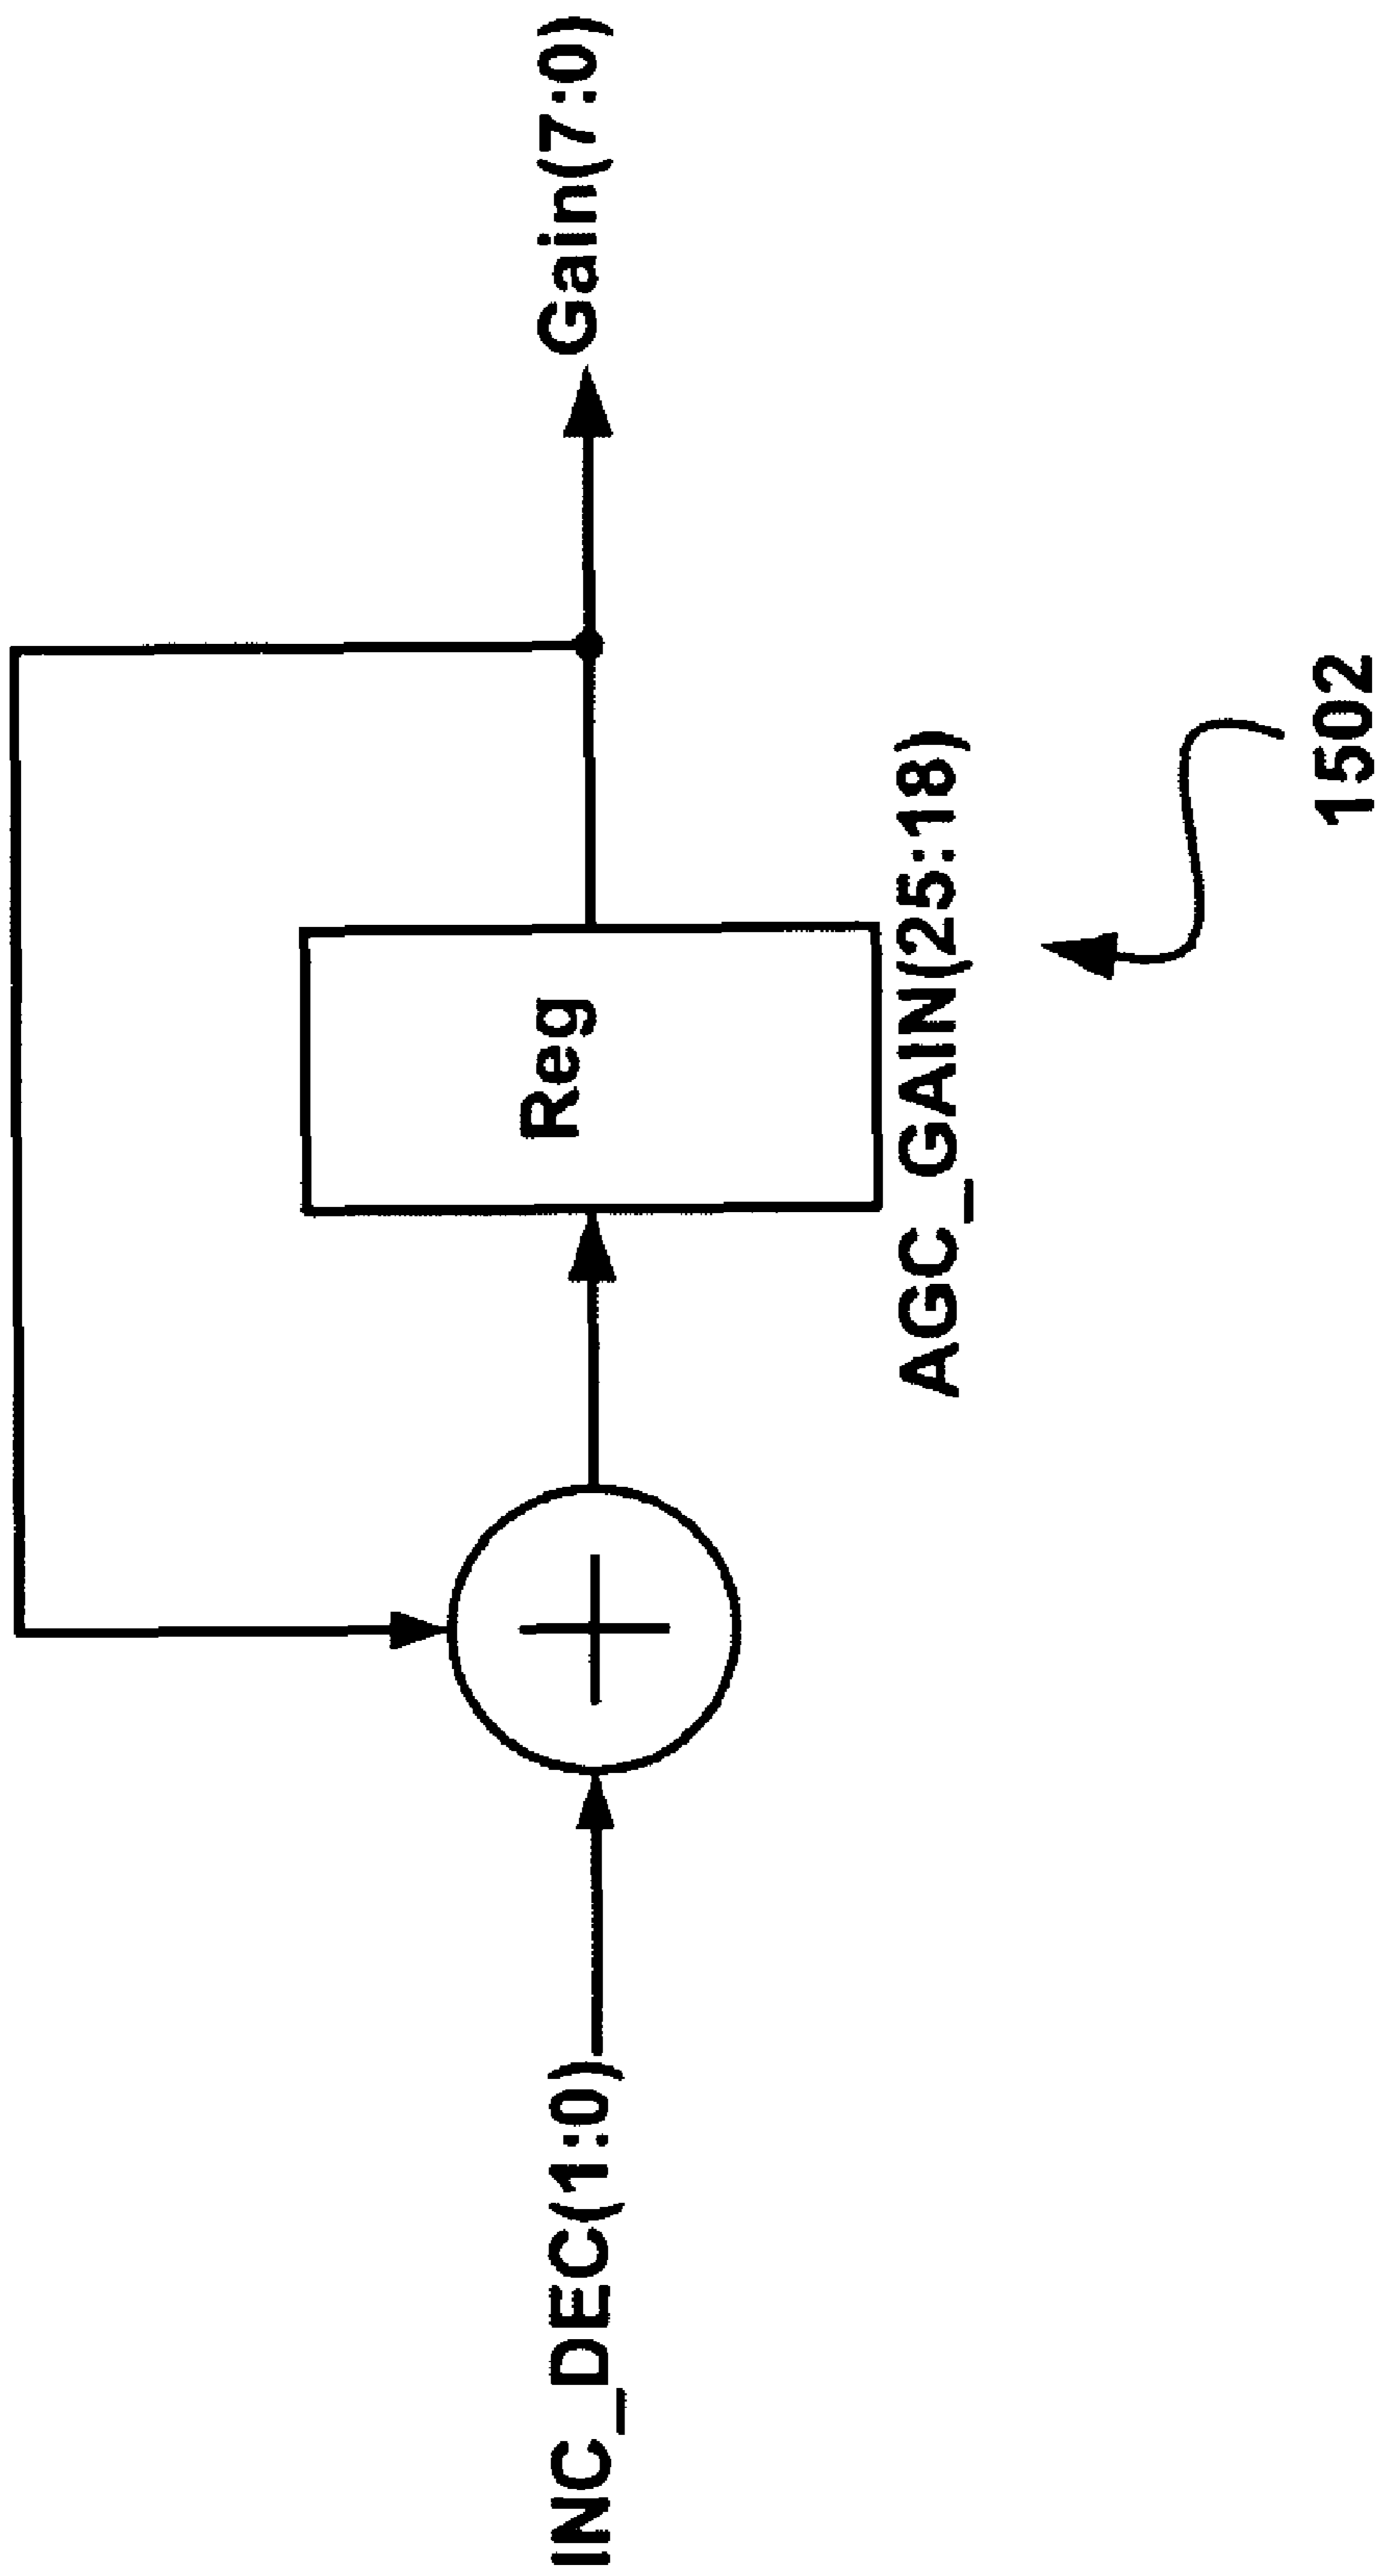 INC_DEC(1:0)
Reg
AGC_GAIN(25:18)
Gain(7:0)
1502